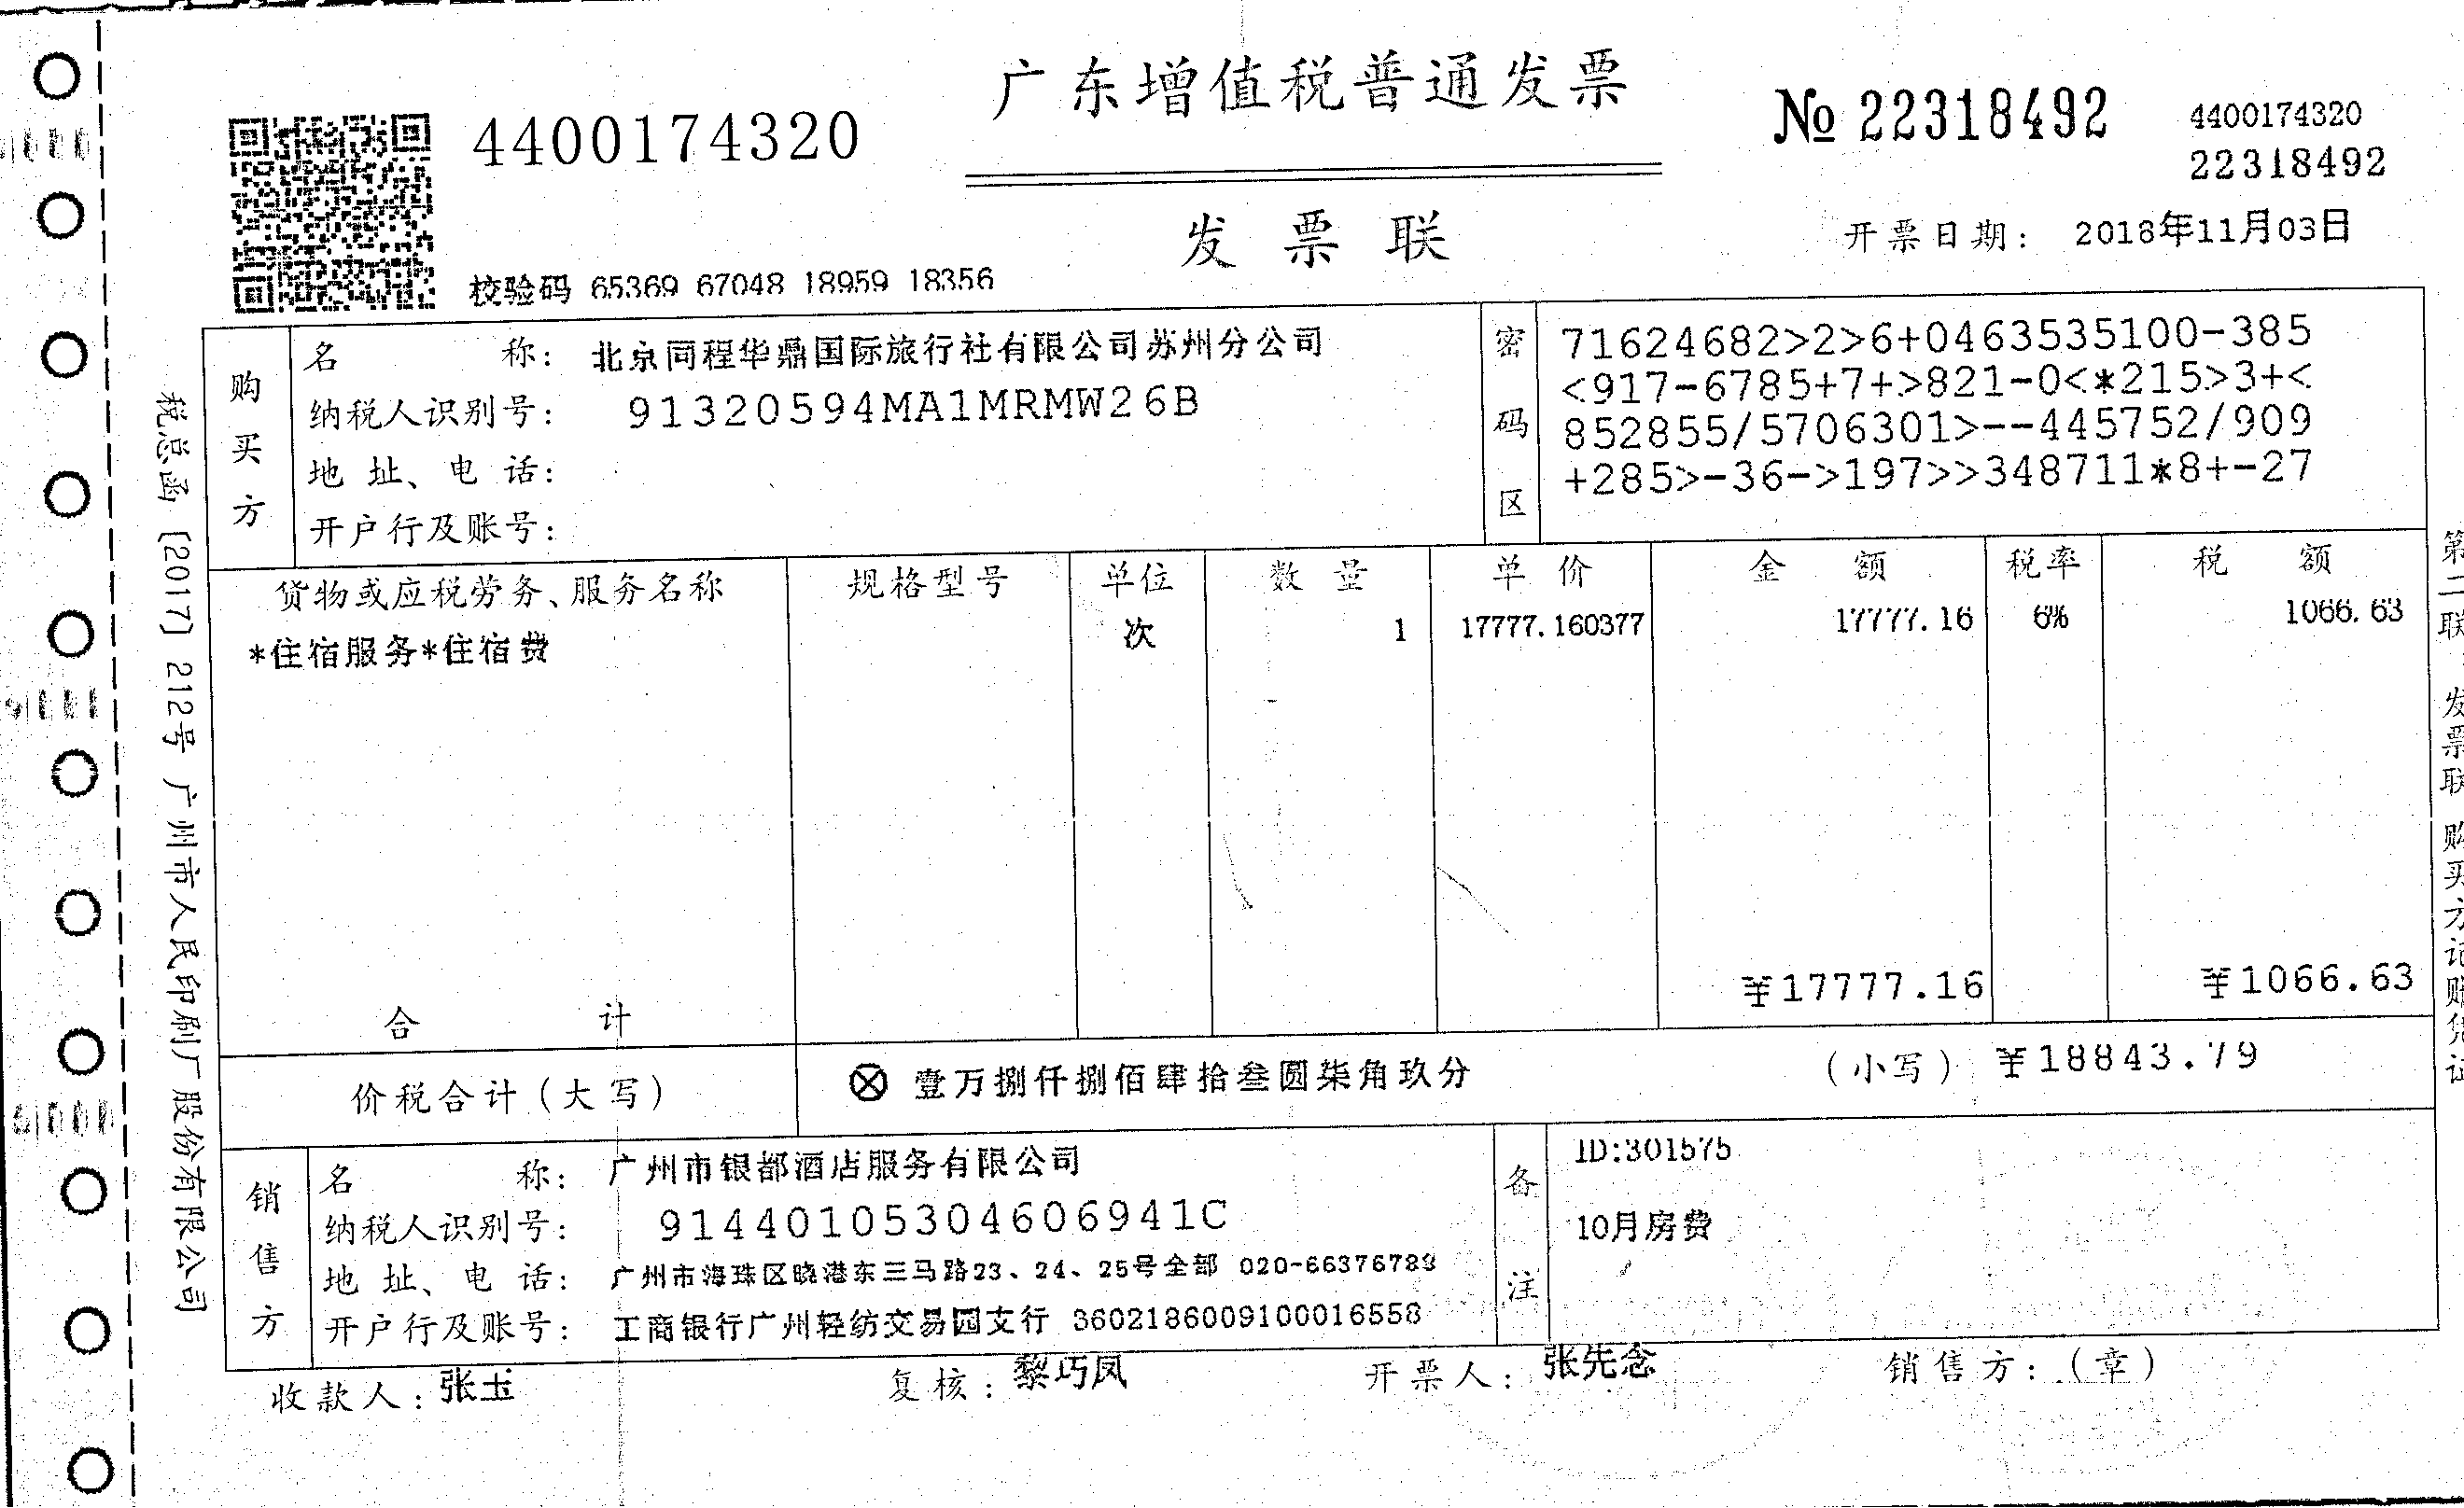 广东增值税普通发票
4400174320
№ 22318492
4400174320
22318492
发票联
开票日期: 2018年11月03日
校验码 65369 67048 18959 18356
购买方
名称: 北京同程华鼎国际旅行社有限公司苏州分公司
纳税人识别号: 91320594MA1MRMW26B
地址、电话:
开户行及账号:
密码区
71624682>2>6+0463535100-385
<917-6785+7+>821-0<*215>3+<
852855/5706301>--445752/909
+285>-36->197>>348711*8+-27
货物或应税劳务、服务名称 规格型号 单位 数量 单价 金额 税率 税额
*住宿服务*住宿费 次 1 17777.160377 17777.16 6% 1066.63
合计 ¥17777.16 ¥1066.63
价税合计(大写) ⊗ 壹万捌仟捌佰肆拾叁圆柒角玖分 (小写) ¥18843.79
销售方
名称: 广州市银都酒店服务有限公司
纳税人识别号: 91440105304606941C
地址、电话: 广州市海珠区晓港东三马路23、24、25号全部 020-66376783
开户行及账号: 工商银行广州轻纺交易园支行 3602186009100016558
备注
ID:301575
10月房费
收款人: 张玉 复核: 黎巧凤 开票人: 张先念 销售方:(章)
税总函〔2017〕212号 广州市人民印刷厂股份有限公司
第二联 发票联 购买方记账凭证